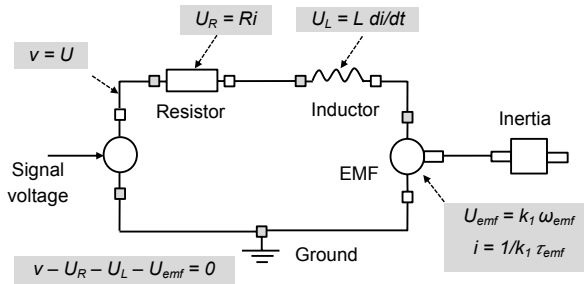 U_R = Ri
U_L = L di/dt
v = U
Resistor
Inductor
Inertia
Signal
voltage
EMF
U_emf = k_1 ω_emf
i = 1/k_1 τ_emf
Ground
v – U_R – U_L – U_emf = 0